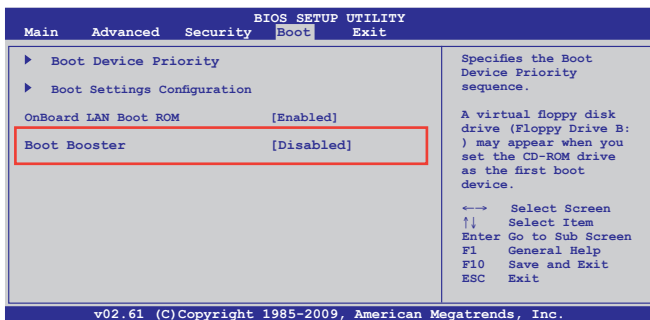 BIOS SETUP UTILITY
Main Advanced Security Boot Exit
Boot Device Priority
Boot Settings Configuration
OnBoard LAN Boot ROM [Enabled]
Boot Booster [Disabled]
Specifies the Boot
Device Priority
sequence.
A virtual floppy disk
drive (Floppy Drive B:
) may appear when you
set the CD-ROM drive
as the first boot
device.
←→ Select Screen
↑↓ Select Item
Enter Go to Sub Screen
F1 General Help
F10 Save and Exit
ESC Exit
v02.61 (C)Copyright 1985-2009, American Megatrends, Inc.